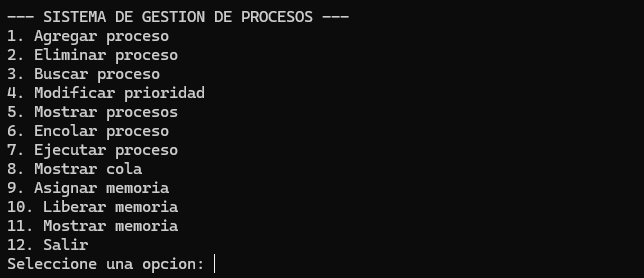 --- SISTEMA DE GESTION DE PROCESOS ---
1. Agregar proceso
2. Eliminar proceso
3. Buscar proceso
4. Modificar prioridad
5. Mostrar procesos
6. Encolar proceso
7. Ejecutar proceso
8. Mostrar cola
9. Asignar memoria
10. Liberar memoria
11. Mostrar memoria
12. Salir
Seleccione una opcion: